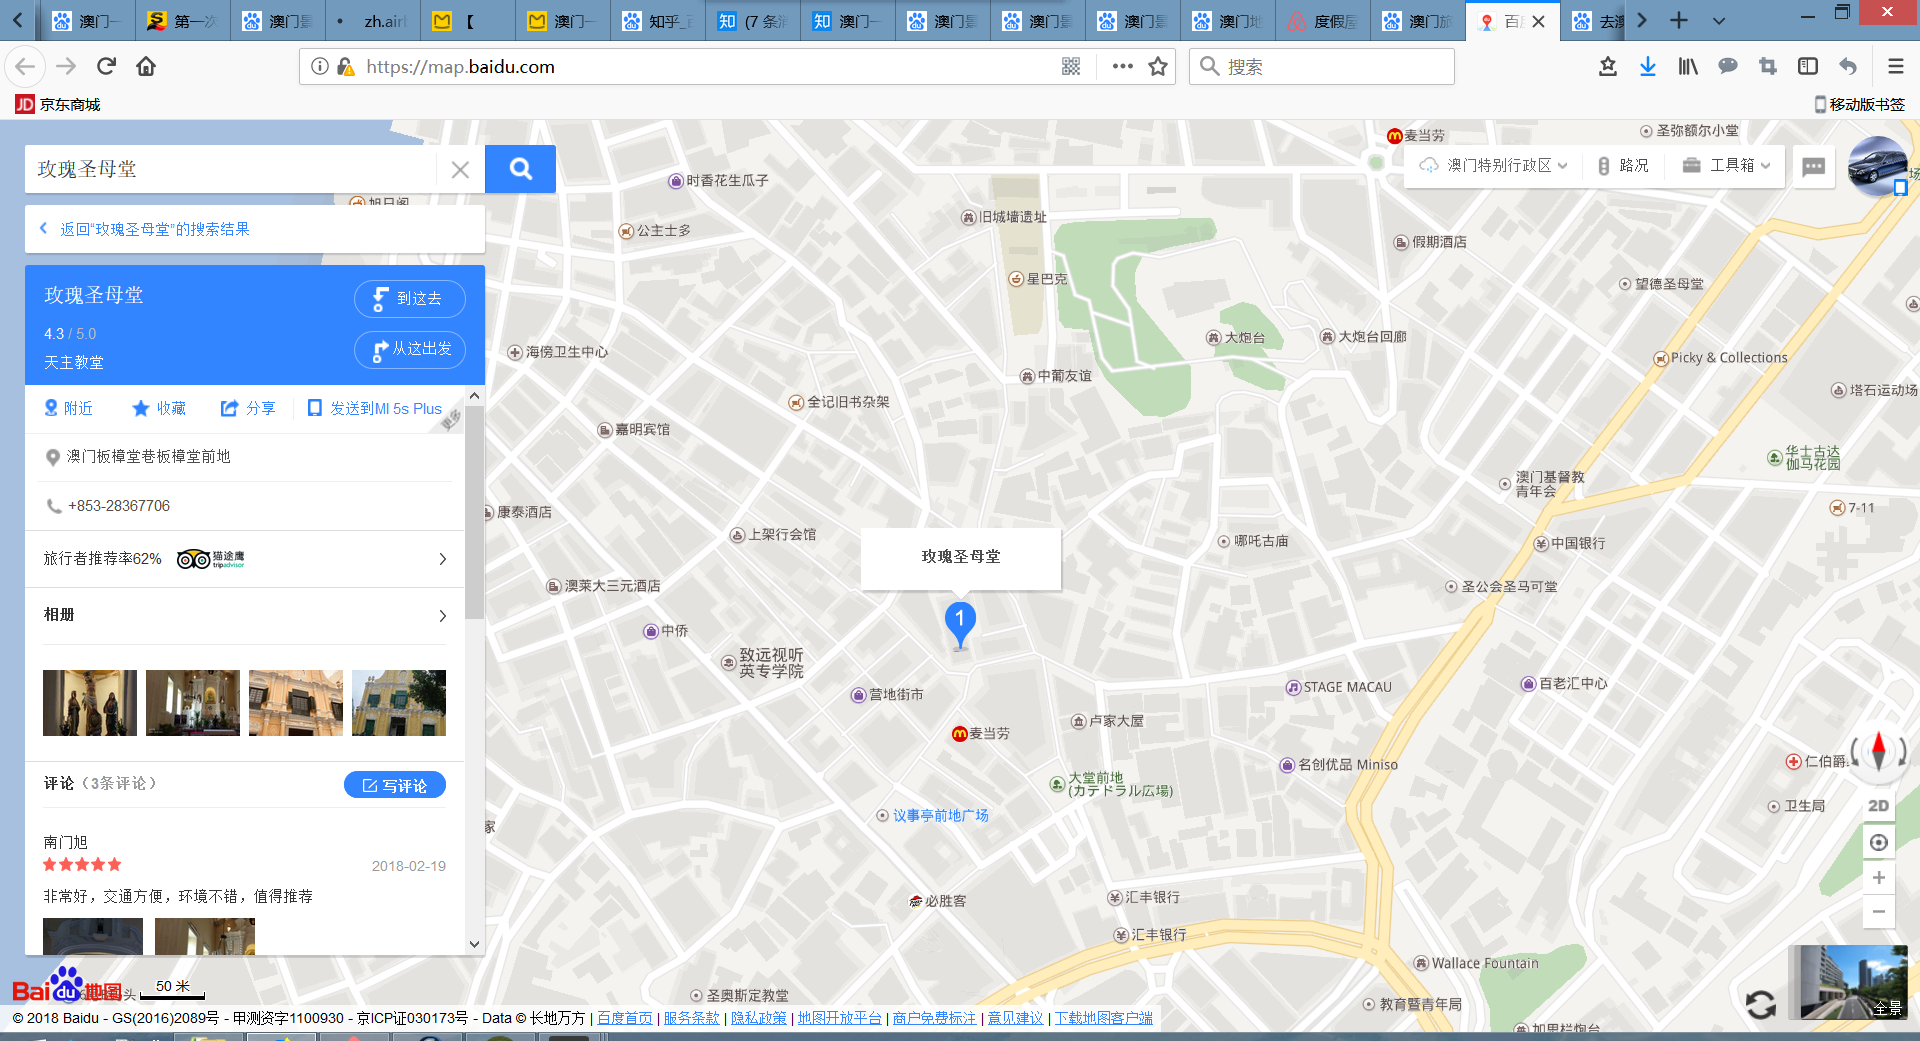 澳门一
第一次
澳门景
zh.airb
【
澳门一
知乎_百
(7 条消
澳门一
澳门景
澳门景
澳门景
澳门地
度假屋
澳门旅
百度
去澳
https://map.baidu.com
搜索
京东商城
移动版书签
玫瑰圣母堂
返回“玫瑰圣母堂”的搜索结果
玫瑰圣母堂
到这去
4.3 / 5.0
从这出发
天主教堂
附近
收藏
分享
发送到MI 5s Plus
澳门板樟堂巷板樟堂前地
+853-28367706
旅行者推荐率62%
猫途鹰
tripadvisor
相册
评论（3条评论）
写评论
南门旭
2018-02-19
非常好，交通方便，环境不错，值得推荐
麦当劳
圣弥额尔小堂
澳门特别行政区
路况
工具箱
场
时香花生瓜子
旭日阁
旧城墙遗址
公主士多
假期酒店
星巴克
望德圣母堂
大炮台
大炮台回廊
海傍卫生中心
Picky & Collections
中葡友谊
塔石运动场
全记旧书杂架
嘉明宾馆
华士古达
伽马花园
澳门基督教
青年会
7-11
康泰酒店
上架行会馆
哪吒古庙
中国银行
玫瑰圣母堂
澳莱大三元酒店
圣公会圣马可堂
1
中侨
致远视听
英专学院
STAGE MACAU
百老汇中心
营地街市
卢家大屋
麦当劳
名创优品 Miniso
仁伯爵
大堂前地
(カテドラル広場)
议事亭前地广场
卫生局
2D
家
必胜客
汇丰银行
汇丰银行
Wallace Fountain
圣奥斯定教堂
教育暨青年局
加思栏炮台
全景
Bai du 地图
头
50 米
© 2018 Baidu - GS(2016)2089号 - 甲测资字1100930 - 京ICP证030173号 - Data © 长地万方 | 百度首页 | 服务条款 | 隐私政策 | 地图开放平台 | 商户免费标注 | 意见建议 | 下载地图客户端